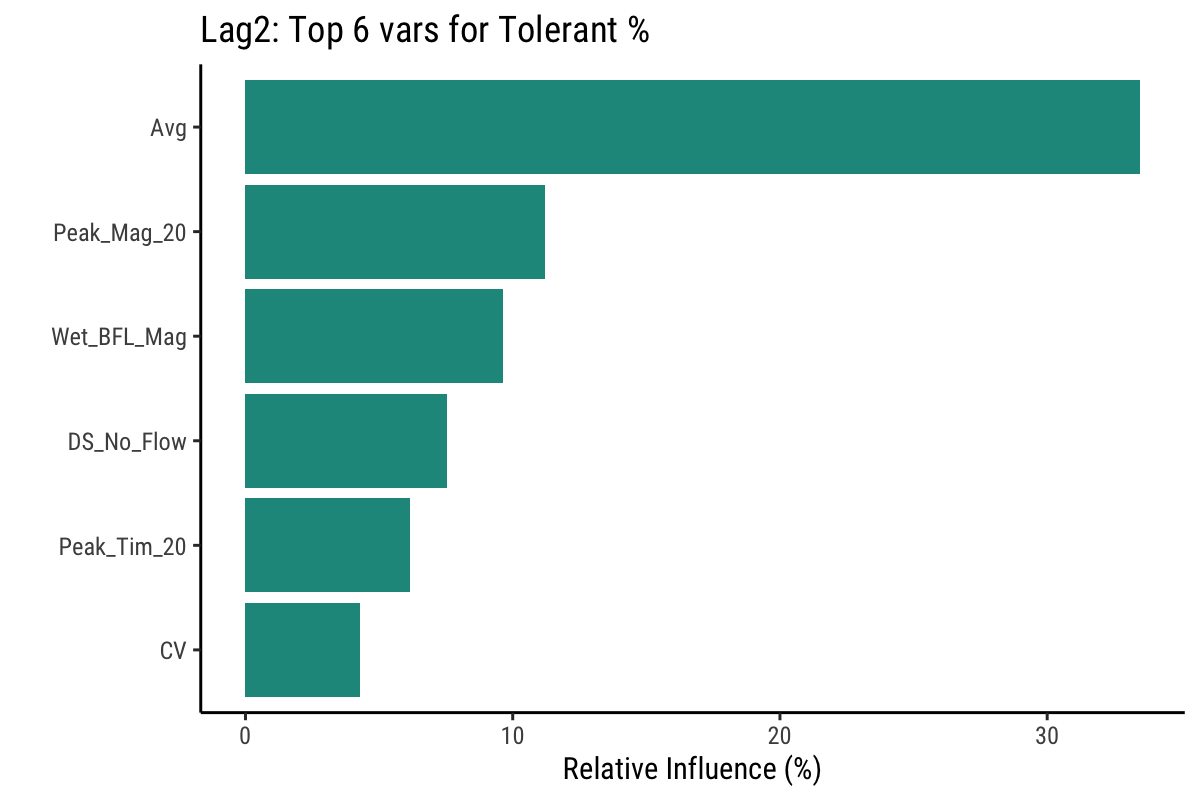 Lag2: Top 6 vars for Tolerant %
Avg
Peak_Mag_20
Wet_BFL_Mag
DS_No_Flow
Peak_Tim_20
CV
0 10 20 30
Relative Influence (%)